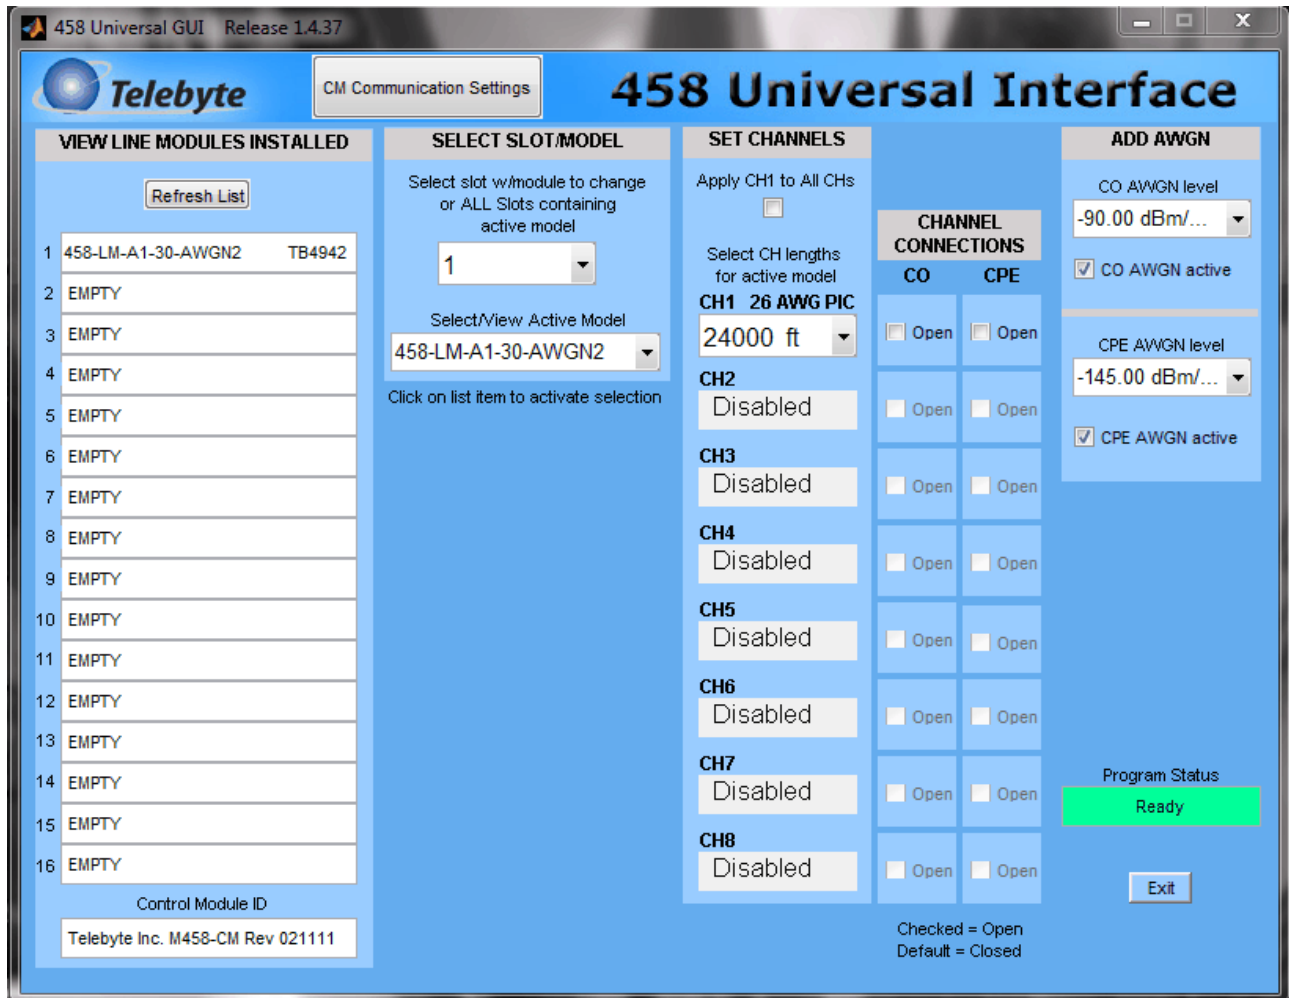 458 Universal GUI    Release 1.4.37
Telebyte
CM Communication Settings
458 Universal Interface
VIEW LINE MODULES INSTALLED
Refresh List
1 458-LM-A1-30-AWGN2 TB4942
2 EMPTY
3 EMPTY
4 EMPTY
5 EMPTY
6 EMPTY
7 EMPTY
8 EMPTY
9 EMPTY
10 EMPTY
11 EMPTY
12 EMPTY
13 EMPTY
14 EMPTY
15 EMPTY
16 EMPTY
Control Module ID
Telebyte Inc. M458-CM Rev 021111
SELECT SLOT/MODEL
Select slot w/module to change
or ALL Slots containing
active model
1
Select/View Active Model
458-LM-A1-30-AWGN2
Click on list item to activate selection
SET CHANNELS
Apply CH1 to All CHs
Select CH lengths
for active model
CH1 26 AWG PIC
24000 ft
CH2
Disabled
CH3
Disabled
CH4
Disabled
CH5
Disabled
CH6
Disabled
CH7
Disabled
CH8
Disabled
CHANNEL
CONNECTIONS
CO CPE
Open Open
Open Open
Open Open
Open Open
Open Open
Open Open
Open Open
Open Open
Checked = Open
Default = Closed
ADD AWGN
CO AWGN level
-90.00 dBm/...
CO AWGN active
CPE AWGN level
-145.00 dBm/...
CPE AWGN active
Program Status
Ready
Exit